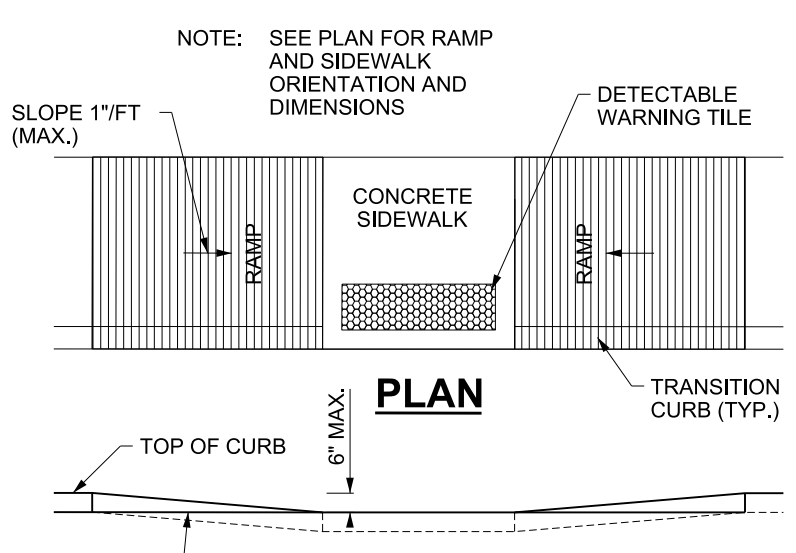 NOTE: SEE PLAN FOR RAMP
AND SIDEWALK
ORIENTATION AND
DIMENSIONS
SLOPE 1"/FT
(MAX.)
DETECTABLE
WARNING TILE
CONCRETE
SIDEWALK
RAMP
RAMP
PLAN
TRANSITION
CURB (TYP.)
6" MAX.
TOP OF CURB